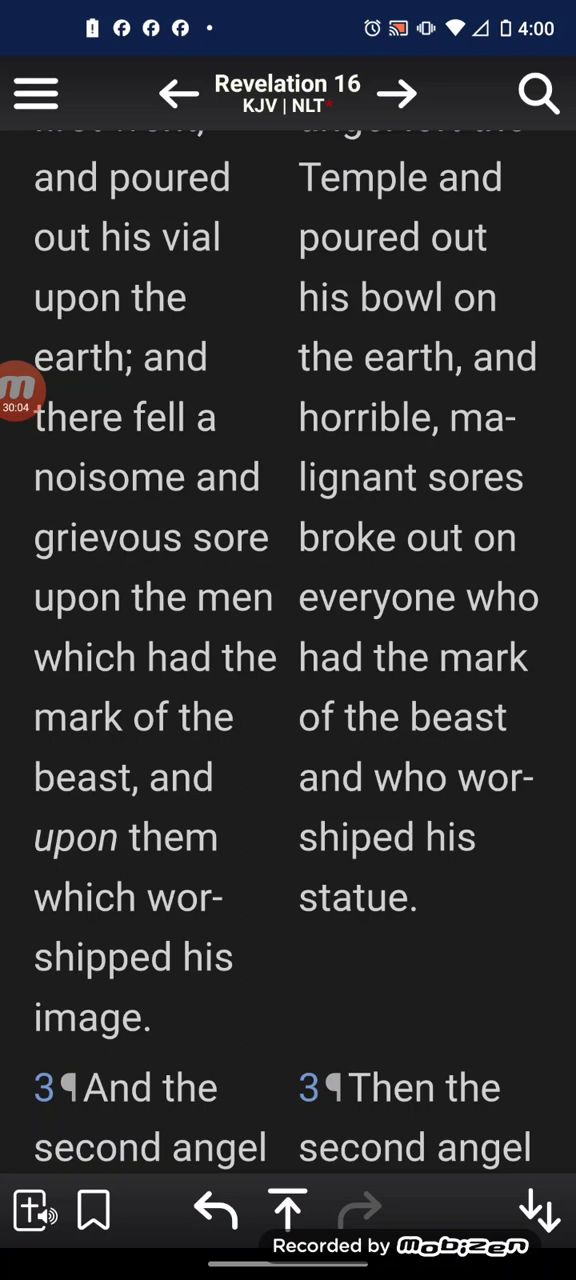 4:00
Revelation 16
KJV | NLT*
and poured
out his vial
upon the
earth; and
there fell a
noisome and
grievous sore
upon the men
which had the
mark of the
beast, and
upon them
which wor-
shipped his
image.
3 ¶ And the
second angel
Temple and
poured out
his bowl on
the earth, and
horrible, ma-
lignant sores
broke out on
everyone who
had the mark
of the beast
and who wor-
shiped his
statue.
3 ¶ Then the
second angel
30:04
Recorded by mobizen